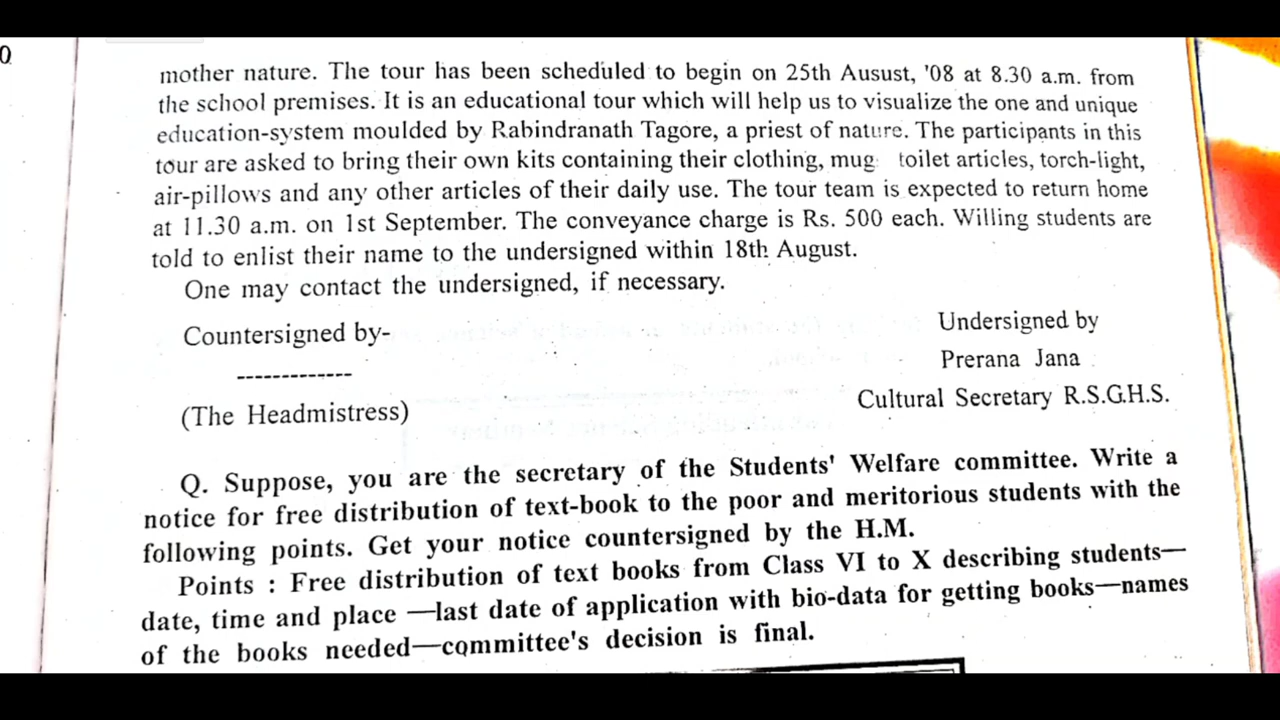 0
mother nature. The tour has been scheduled to begin on 25th Ausust, '08 at 8.30 a.m. from
the school premises. It is an educational tour which will help us to visualize the one and unique
education-system moulded by Rabindranath Tagore, a priest of nature. The participants in this
tour are asked to bring their own kits containing their clothing, mug toilet articles, torch-light,
air-pillows and any other articles of their daily use. The tour team is expected to return home
at 11.30 a.m. on 1st September. The conveyance charge is Rs. 500 each. Willing students are
told to enlist their name to the undersigned within 18th August.
One may contact the undersigned, if necessary.
Countersigned by-
Undersigned by
-------------
Prerana Jana
(The Headmistress)
Cultural Secretary R.S.G.H.S.
Q. Suppose, you are the secretary of the Students' Welfare committee. Write a
notice for free distribution of text-book to the poor and meritorious students with the
following points. Get your notice countersigned by the H.M.
Points : Free distribution of text books from Class VI to X describing students—
date, time and place —last date of application with bio-data for getting books—names
of the books needed—committee's decision is final.